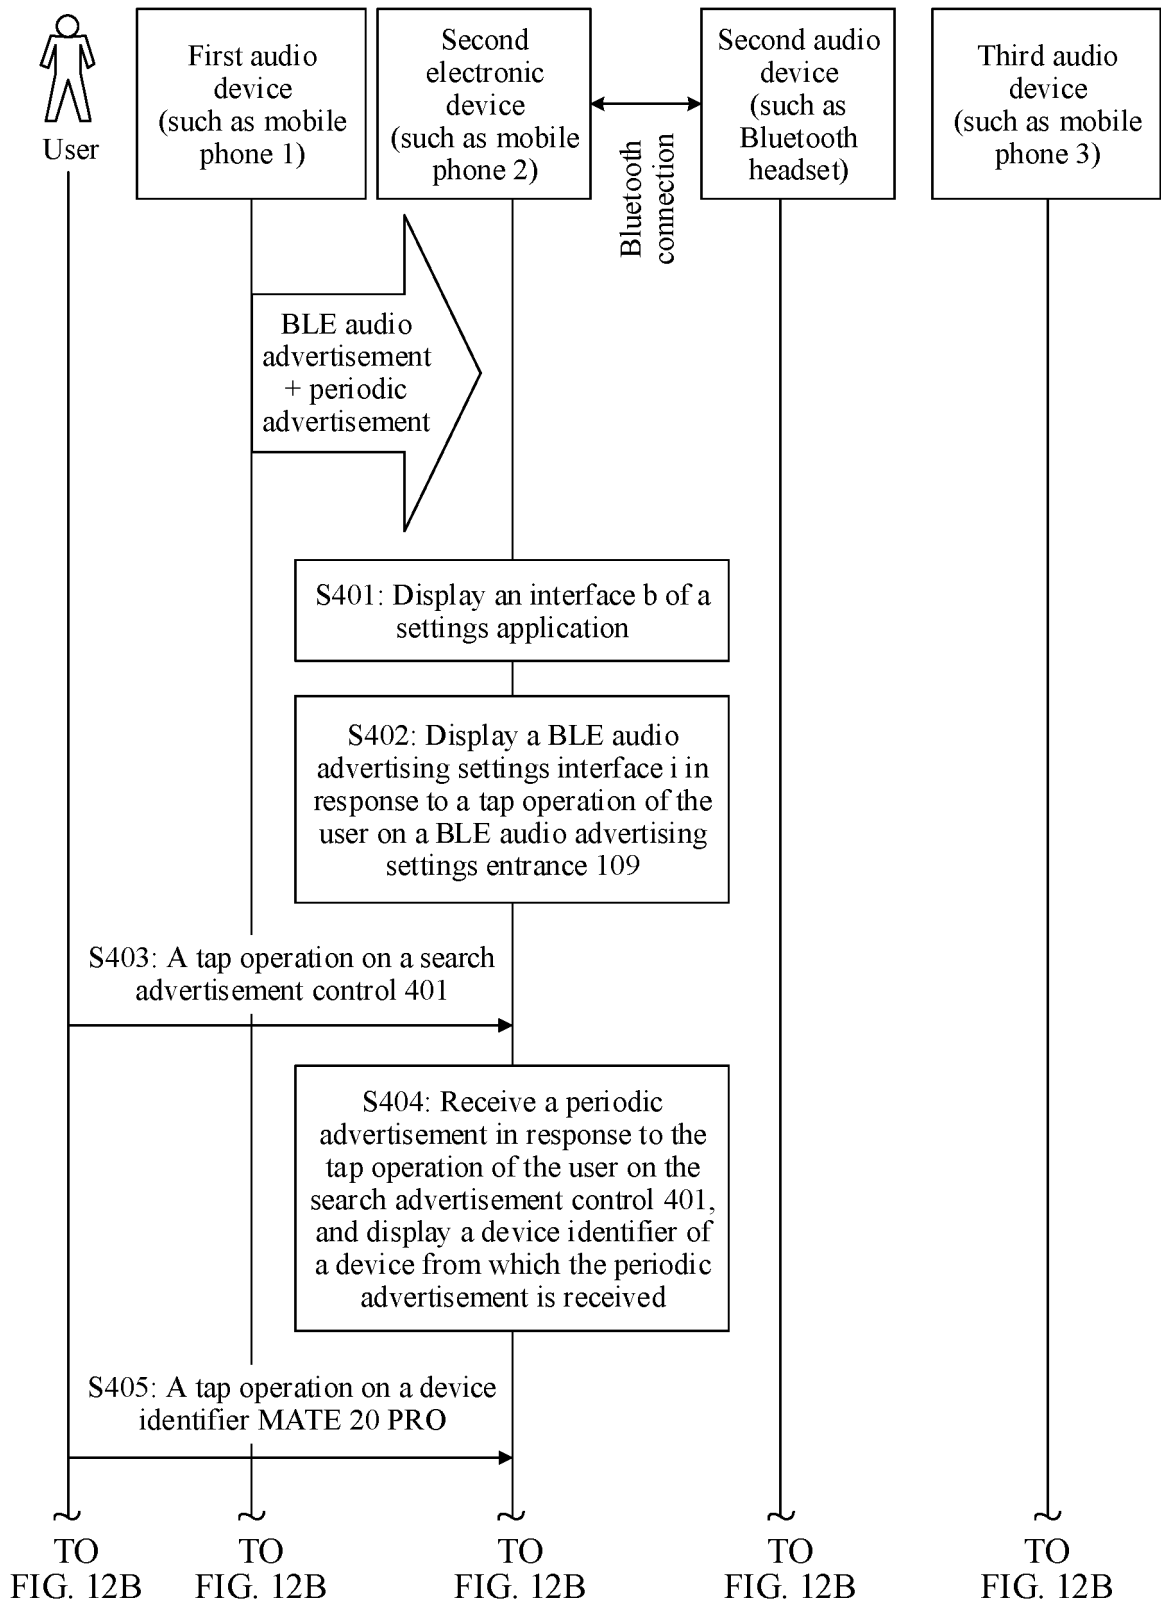 User
First audio
device
(such as mobile
phone 1)
Second
electronic
device
(such as mobile
phone 2)
Bluetooth
connection
Second audio
device
(such as
Bluetooth
headset)
Third audio
device
(such as mobile
phone 3)
BLE audio
advertisement
+ periodic
advertisement
S401: Display an interface b of a
settings application
S402: Display a BLE audio
advertising settings interface i in
response to a tap operation of the
user on a BLE audio advertising
settings entrance 109
S403: A tap operation on a search
advertisement control 401
S404: Receive a periodic
advertisement in response to the
tap operation of the user on the
search advertisement control 401,
and display a device identifier of
a device from which the periodic
advertisement is received
S405: A tap operation on a device
identifier MATE 20 PRO
TO
FIG. 12B
TO
FIG. 12B
TO
FIG. 12B
TO
FIG. 12B
TO
FIG. 12B